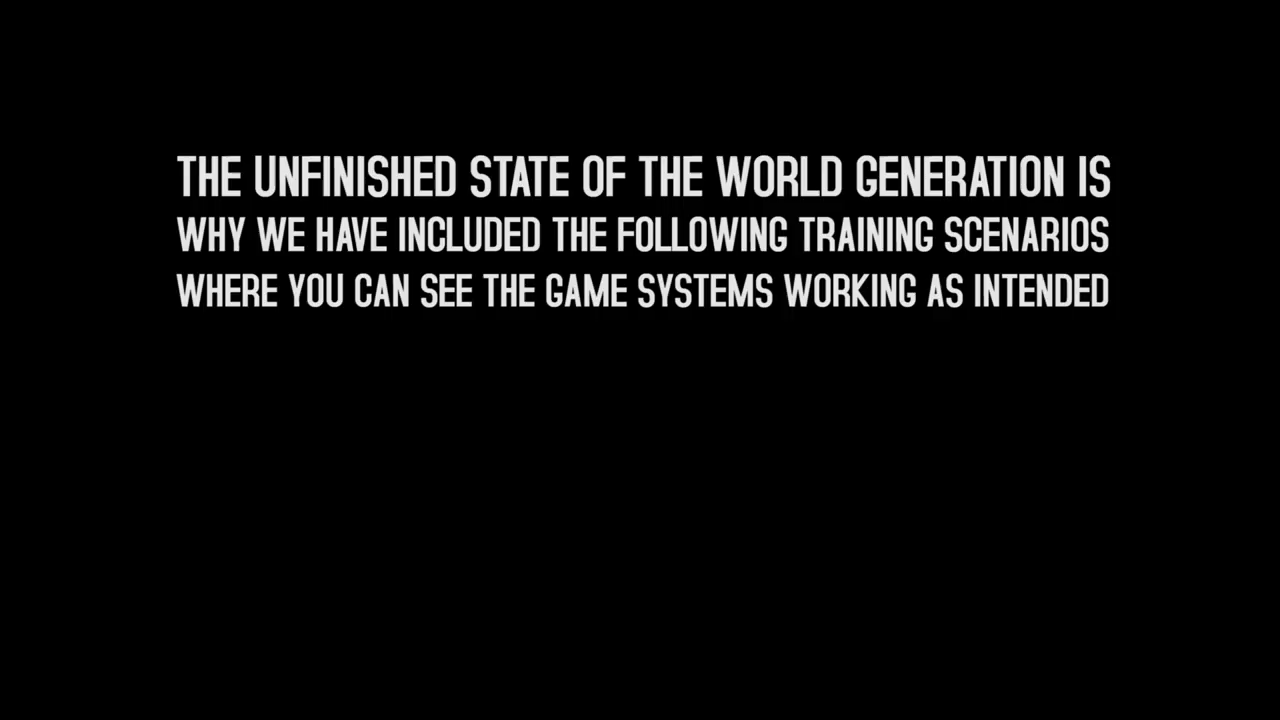 THE UNFINISHED STATE OF THE WORLD GENERATION IS
WHY WE HAVE INCLUDED THE FOLLOWING TRAINING SCENARIOS
WHERE YOU CAN SEE THE GAME SYSTEMS WORKING AS INTENDED